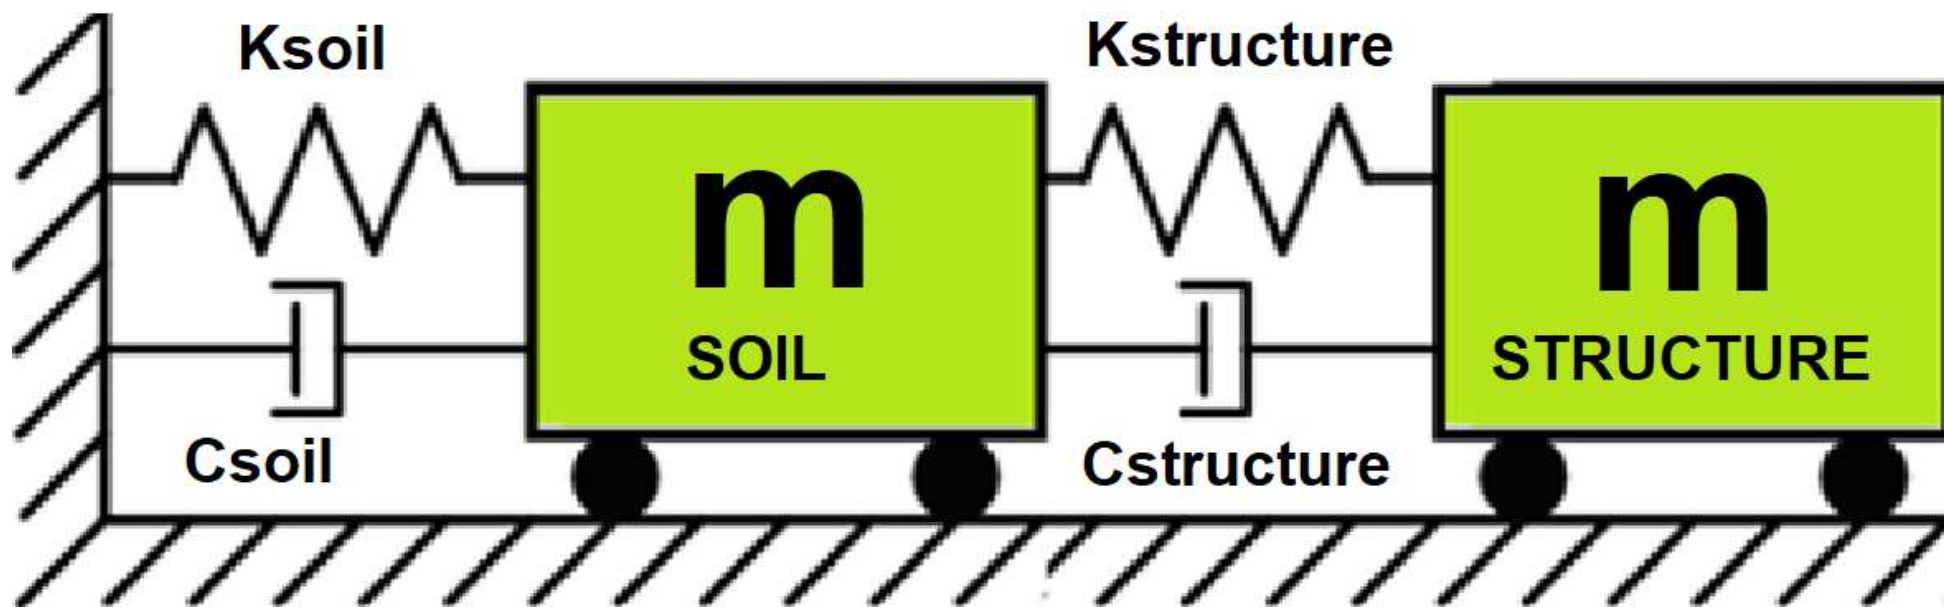 Ksoil
Kstructure
m
SOIL
m
STRUCTURE
Csoil
Cstructure